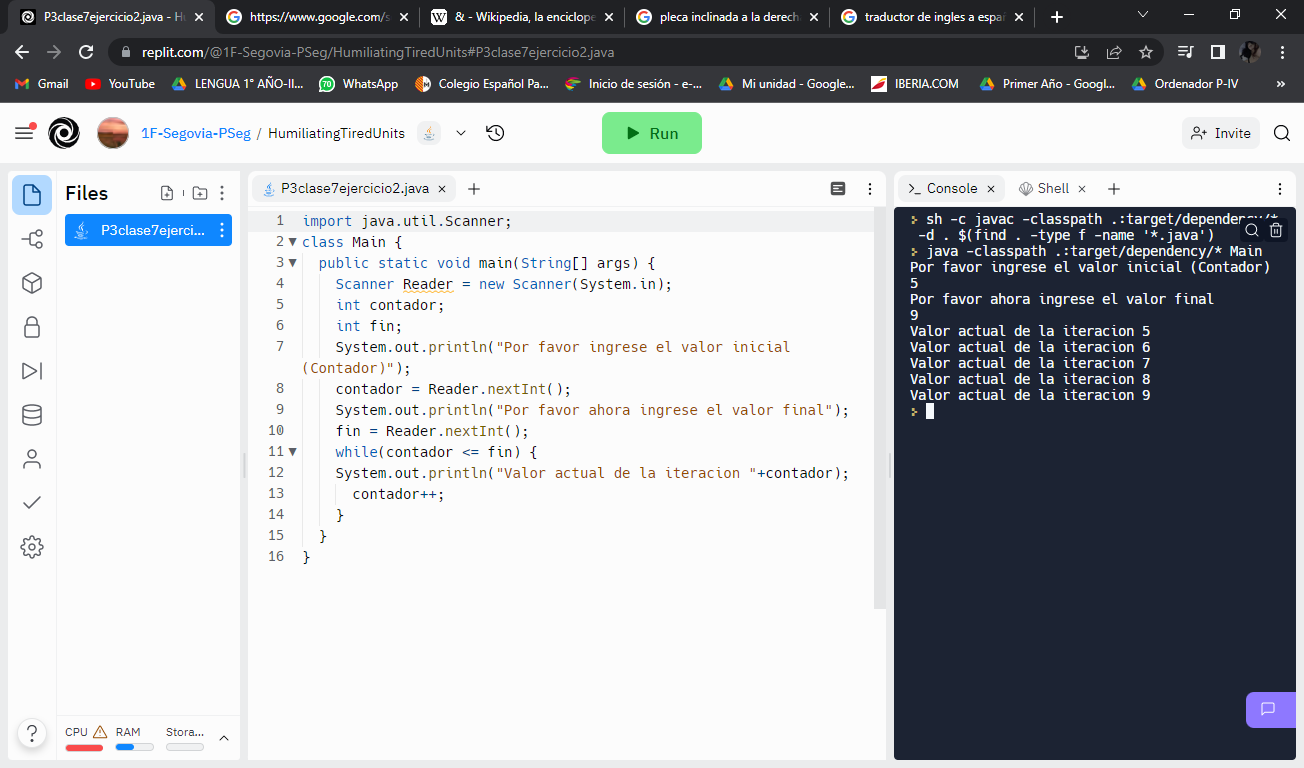 P3clase7ejercicio2.java - H
https://www.google.com/s
& - Wikipedia, la enciclope
pleca inclinada a la derech
traductor de ingles a espa
replit.com/@1F-Segovia-PSeg/HumiliatingTiredUnits#P3clase7ejercicio2.java
Gmail
YouTube
LENGUA 1° AÑO-II...
WhatsApp
Colegio Español Pa...
Inicio de sesión - e-...
Mi unidad - Google...
IBERIA.COM
Primer Año - Googl...
Ordenador P-IV
»
1F-Segovia-PSeg / HumiliatingTiredUnits
Run
Invite
Files
P3clase7ejerci...
CPU
RAM
Stora...
?
P3clase7ejercicio2.java
1 import java.util.Scanner;
2 class Main {
3 public static void main(String[] args) {
4 Scanner Reader = new Scanner(System.in);
5 int contador;
6 int fin;
7 System.out.println("Por favor ingrese el valor inicial
(Contador)");
8 contador = Reader.nextInt();
9 System.out.println("Por favor ahora ingrese el valor final");
10 fin = Reader.nextInt();
11 while(contador <= fin) {
12 System.out.println("Valor actual de la iteracion "+contador);
13 contador++;
14 }
15 }
16 }
Console
Shell
sh -c javac -classpath .:target/dependency/*
-d . $(find . -type f -name '*.java')
java -classpath .:target/dependency/* Main
Por favor ingrese el valor inicial (Contador)
5
Por favor ahora ingrese el valor final
9
Valor actual de la iteracion 5
Valor actual de la iteracion 6
Valor actual de la iteracion 7
Valor actual de la iteracion 8
Valor actual de la iteracion 9